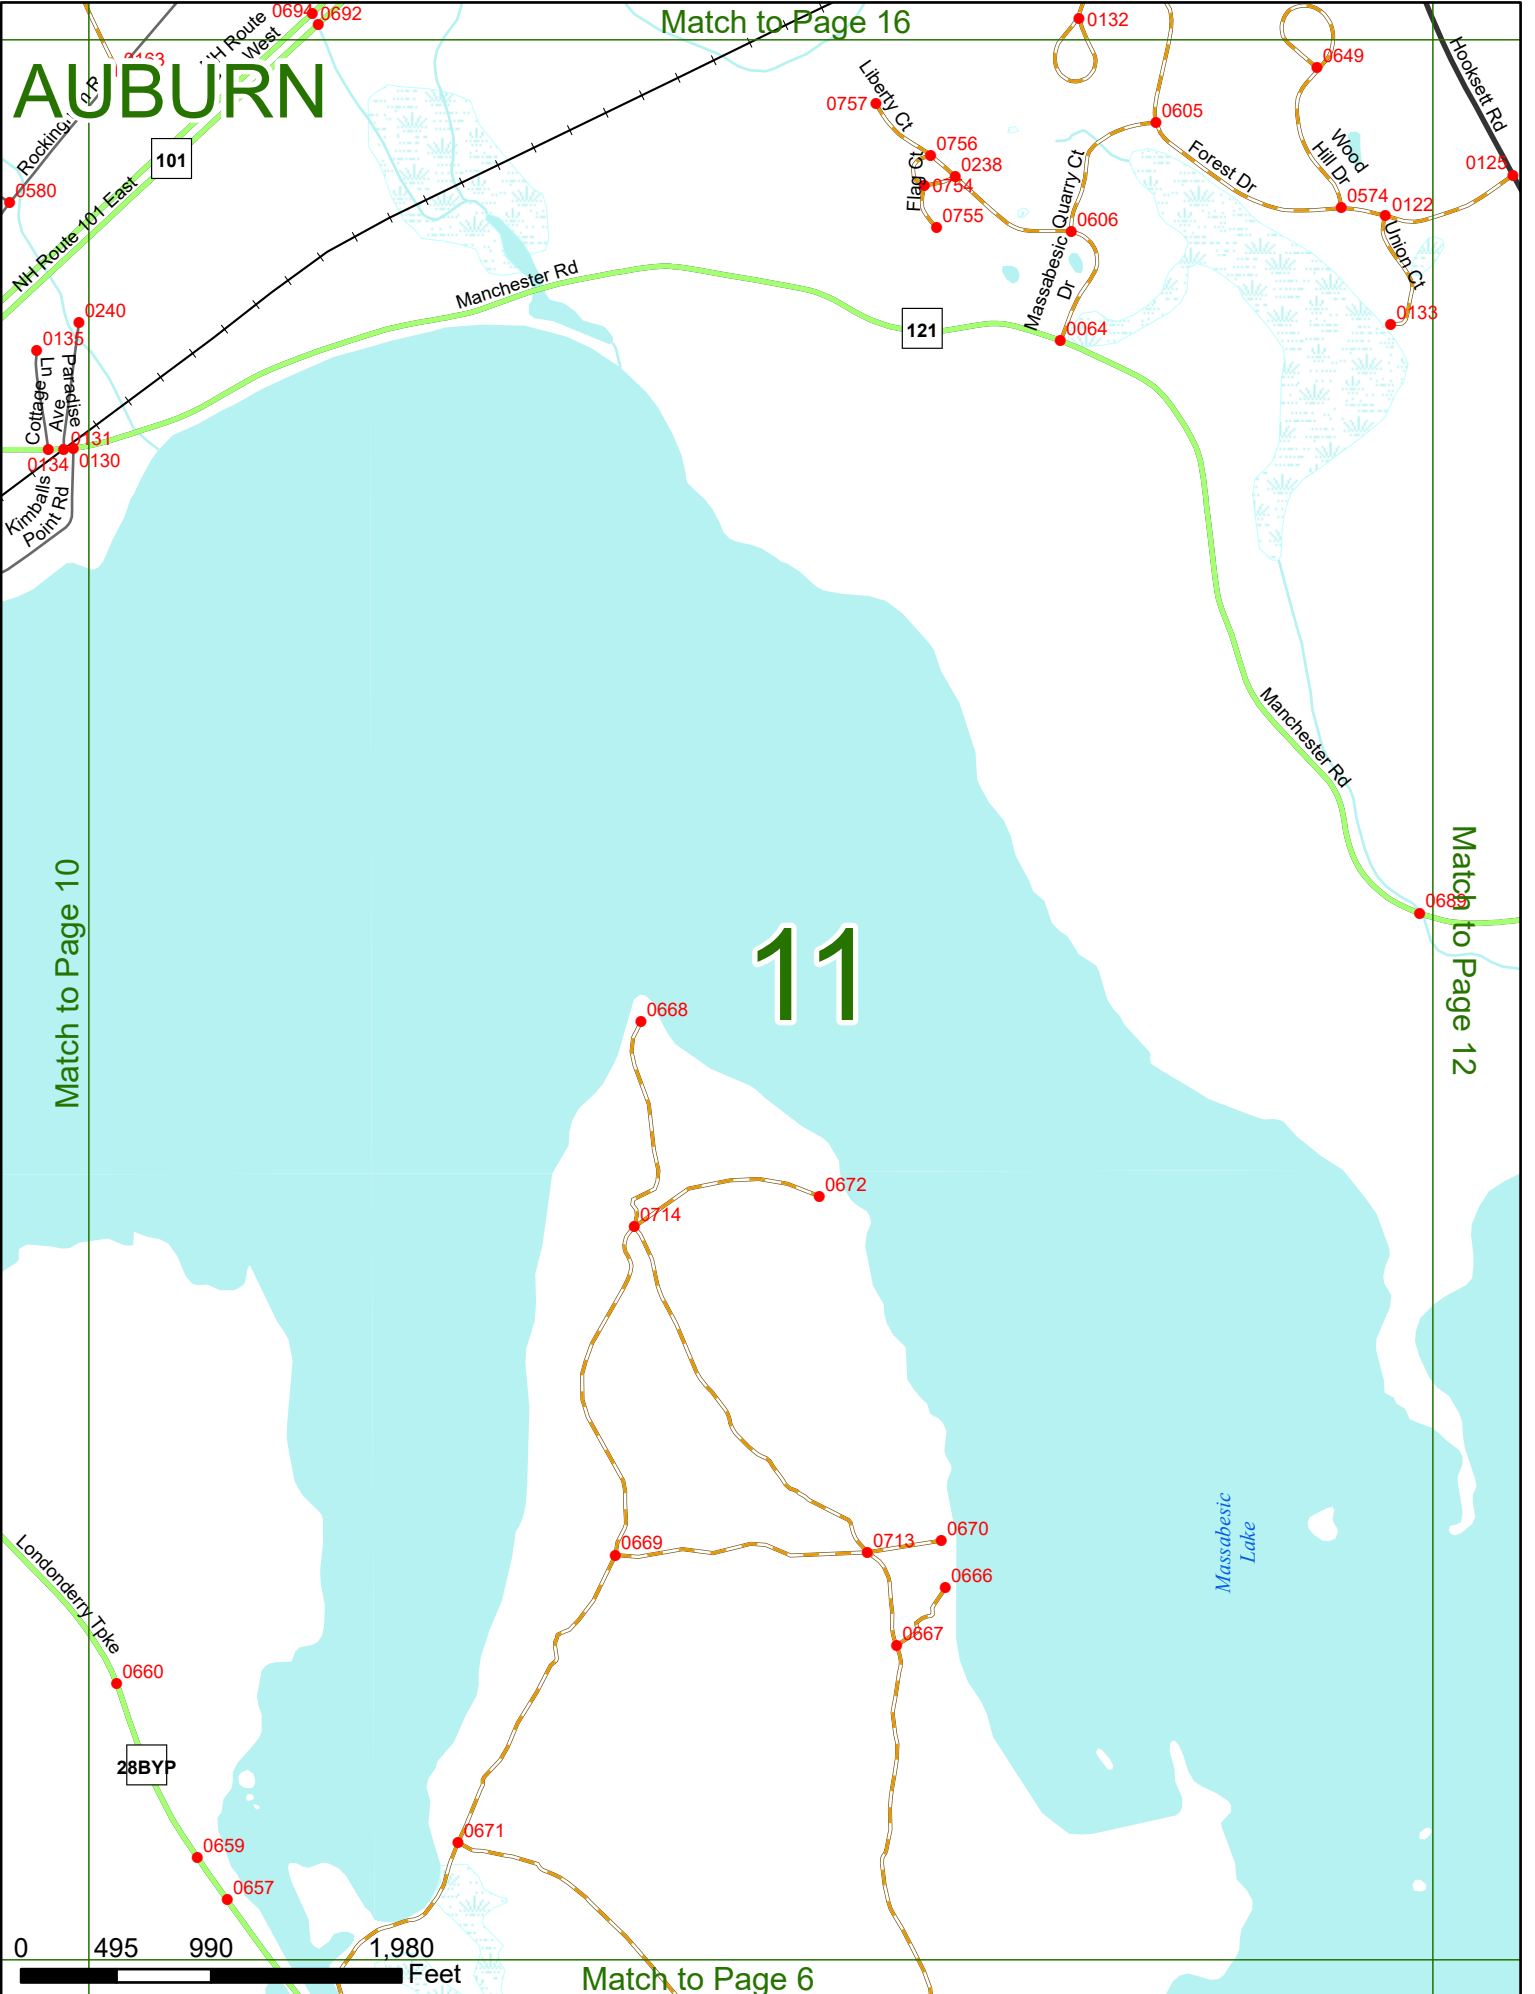 Match to Page 16
AUBURN
0694
0692
NH Route
West
0163
0132
0649
Hooksett Rd
0757
Liberty Ct
0605
0756
0238
0754
Flag Ct
0755
Quarry Ct
0606
Massabesic
Dr
Forest Dr
Wood
Hill Dr
0574
0122
0125
Union Ct
0133
101
0580
NH Route 101 East
Manchester Rd
121
0064
0240
0135
Cottage Ln
Paradise
Ave
0131
0134
0130
Kimballs
Point Rd
Manchester Rd
0689
Match to Page 10
Match to Page 12
11
0668
0672
0714
0669
0713
0670
0666
0667
Massabesic
Lake
Londonderry Tpke
0660
28BYP
0659
0657
0671
0 495 990 1,980
Feet
Match to Page 6